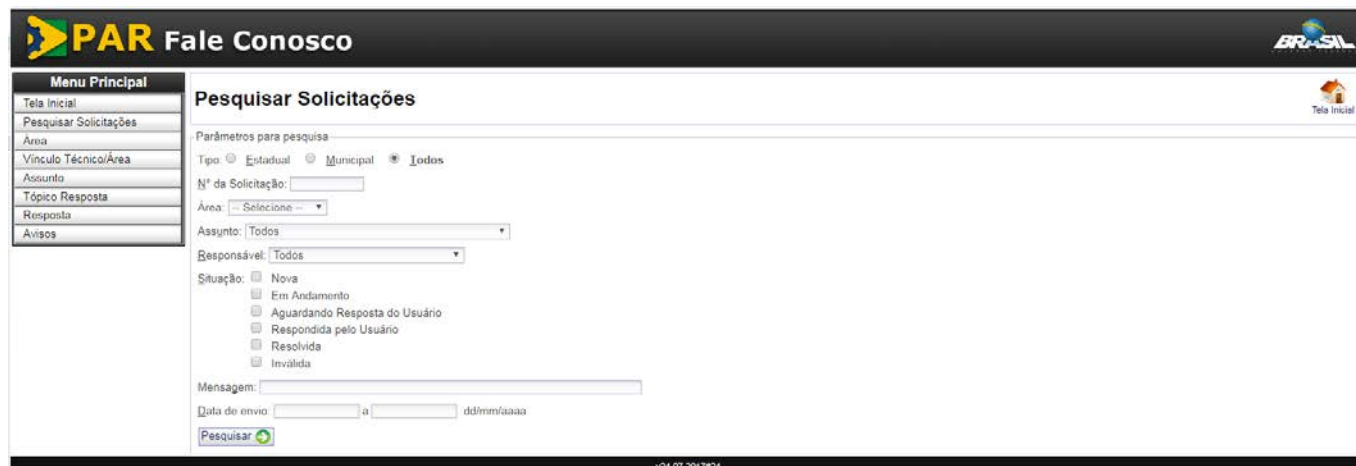 PAR Fale Conosco
BRASIL
Menu Principal
Tela Inicial
Pesquisar Solicitações
Área
Vínculo Técnico/Área
Assunto
Tópico Resposta
Resposta
Avisos
Pesquisar Solicitações
Tela Inicial
Parâmetros para pesquisa
Tipo: Estadual Municipal Todos
Nº da Solicitação:
Área: -- Selecione --
Assunto: Todos
Responsável: Todos
Situação: Nova
Em Andamento
Aguardando Resposta do Usuário
Respondida pelo Usuário
Resolvida
Inválida
Mensagem:
Data de envio: a dd/mm/aaaa
Pesquisar